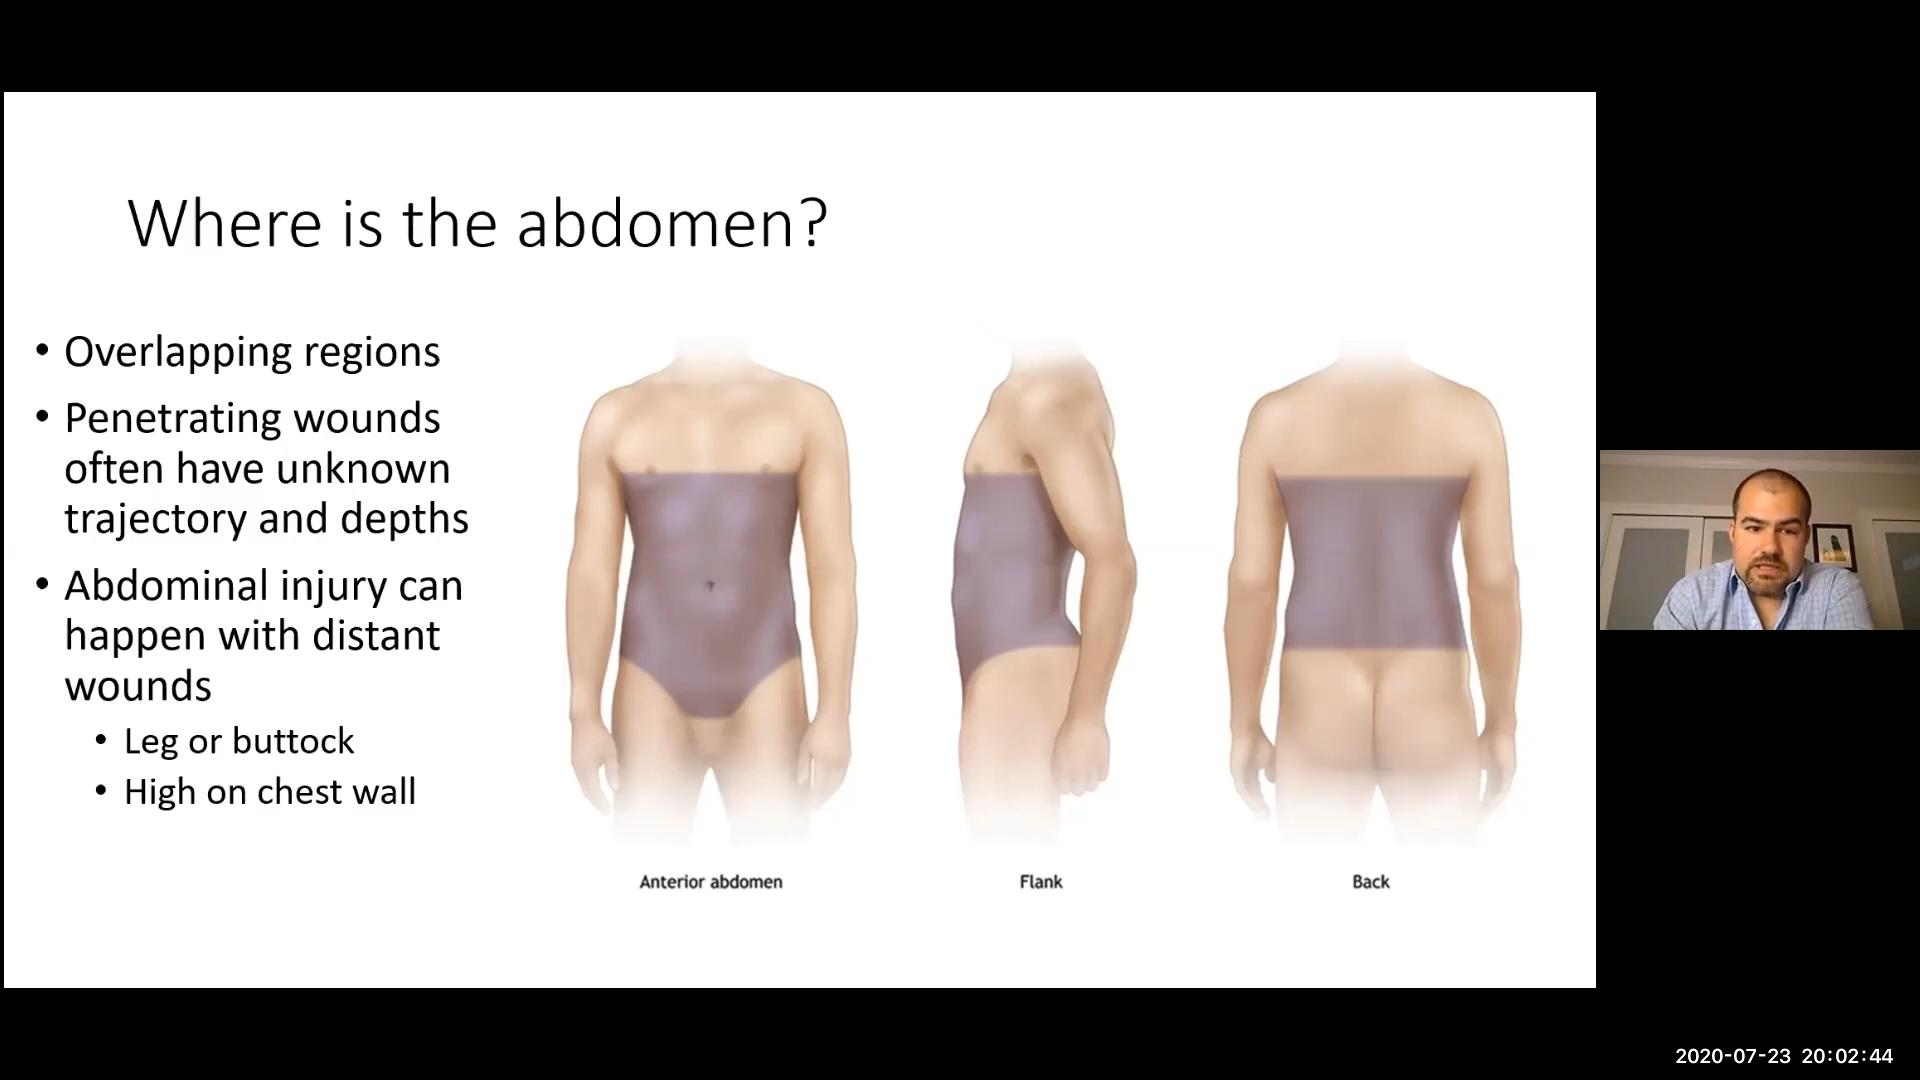 Where is the abdomen?
• Overlapping regions
• Penetrating wounds
often have unknown
trajectory and depths
• Abdominal injury can
happen with distant
wounds
• Leg or buttock
• High on chest wall
Anterior abdomen
Flank
Back
2020-07-23 20:02:44